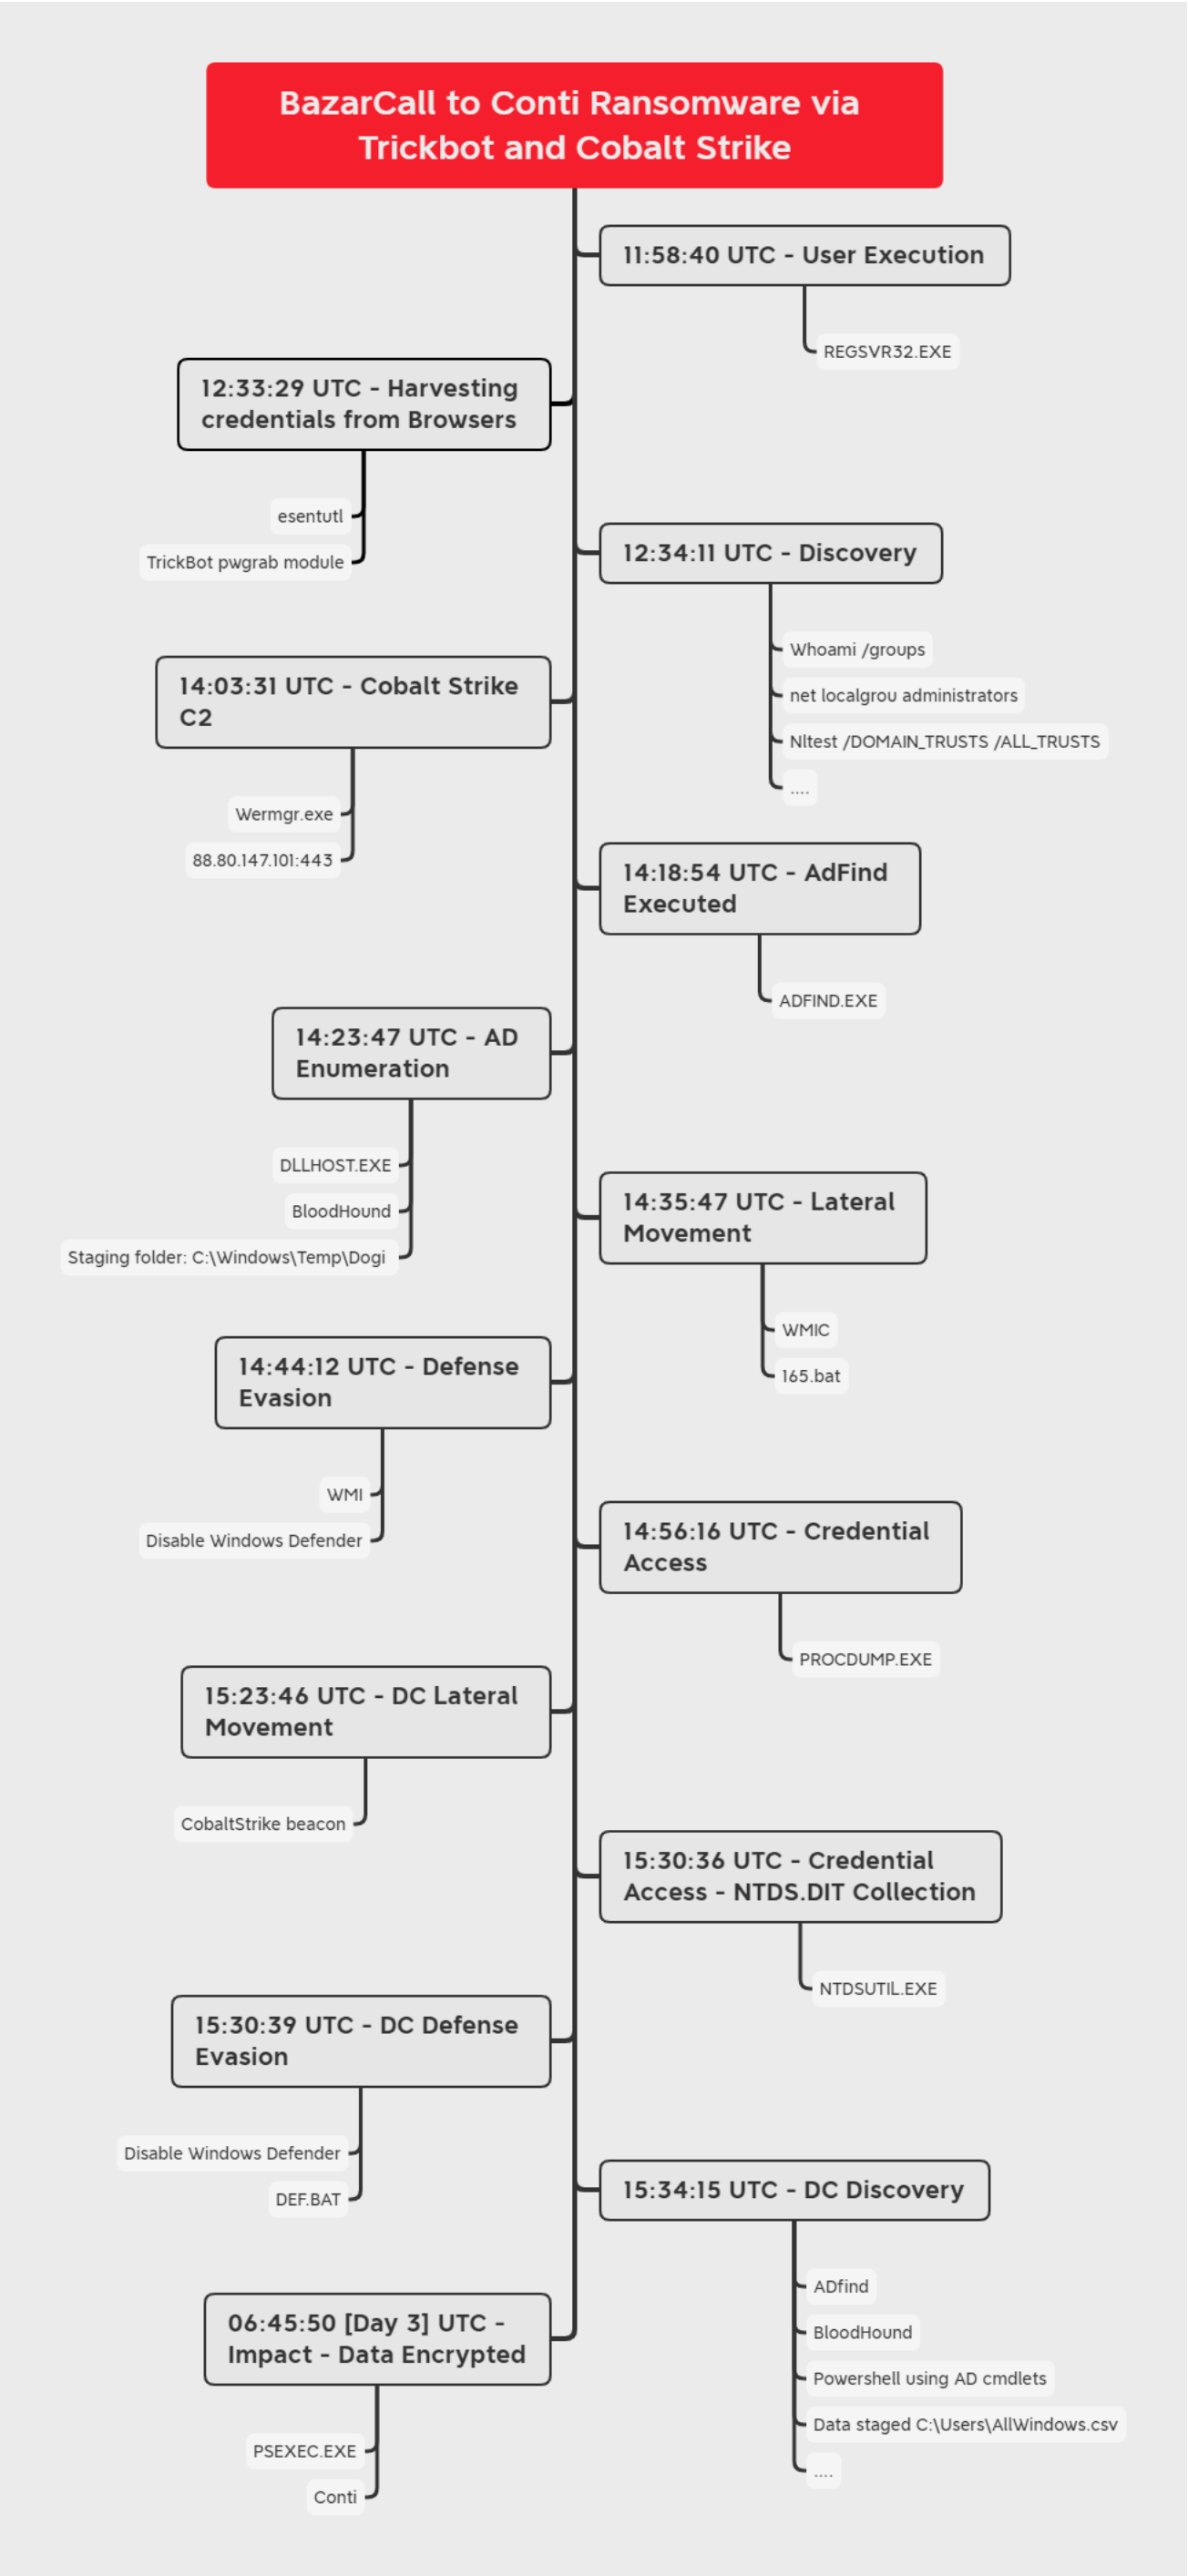 BazarCall to Conti Ransomware via
Trickbot and Cobalt Strike
11:58:40 UTC - User Execution
REGSVR32.EXE
12:33:29 UTC - Harvesting
credentials from Browsers
esentutl
TrickBot pwgrab module
12:34:11 UTC - Discovery
Whoami /groups
net localgrou administrators
Nltest /DOMAIN_TRUSTS /ALL_TRUSTS
....
14:03:31 UTC - Cobalt Strike
C2
Wermgr.exe
88.80.147.101:443
14:18:54 UTC - AdFind
Executed
ADFIND.EXE
14:23:47 UTC - AD
Enumeration
DLLHOST.EXE
BloodHound
Staging folder: C:\Windows\Temp\Dogi
14:35:47 UTC - Lateral
Movement
WMIC
165.bat
14:44:12 UTC - Defense
Evasion
WMI
Disable Windows Defender
14:56:16 UTC - Credential
Access
PROCDUMP.EXE
15:23:46 UTC - DC Lateral
Movement
CobaltStrike beacon
15:30:36 UTC - Credential
Access - NTDS.DIT Collection
NTDSUTIL.EXE
15:30:39 UTC - DC Defense
Evasion
Disable Windows Defender
DEF.BAT
15:34:15 UTC - DC Discovery
ADfind
BloodHound
Powershell using AD cmdlets
Data staged C:\Users\AllWindows.csv
....
06:45:50 [Day 3] UTC -
Impact - Data Encrypted
PSEXEC.EXE
Conti